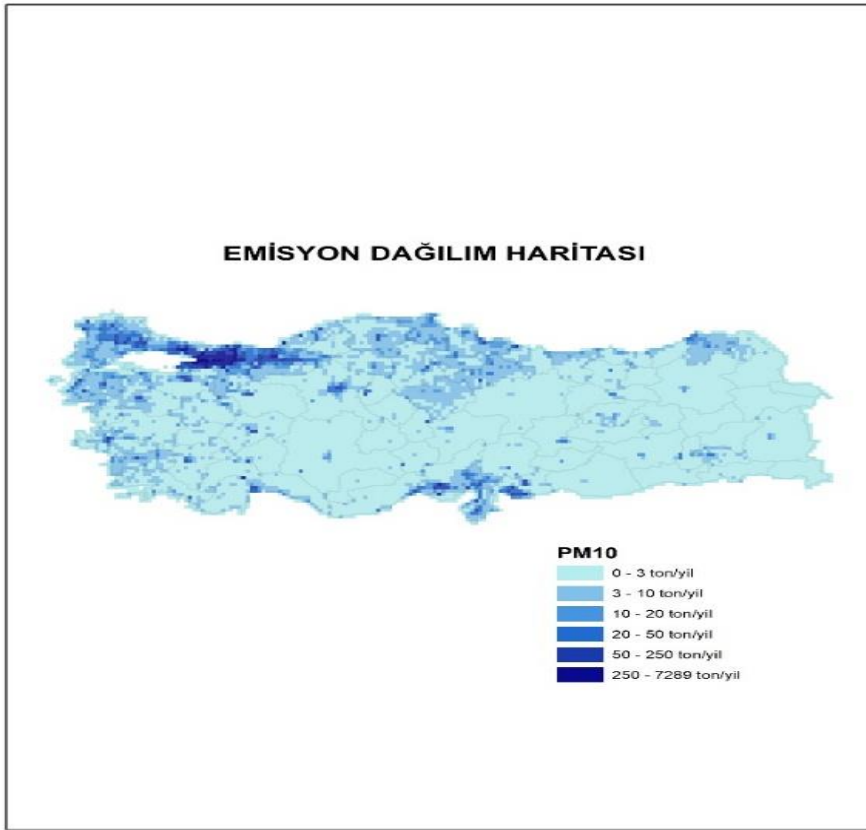 EMİSYON DAĞILIM HARİTASI
PM10
0 - 3 ton/yil
3 - 10 ton/yil
10 - 20 ton/yil
20 - 50 ton/yil
50 - 250 ton/yil
250 - 7289 ton/yil